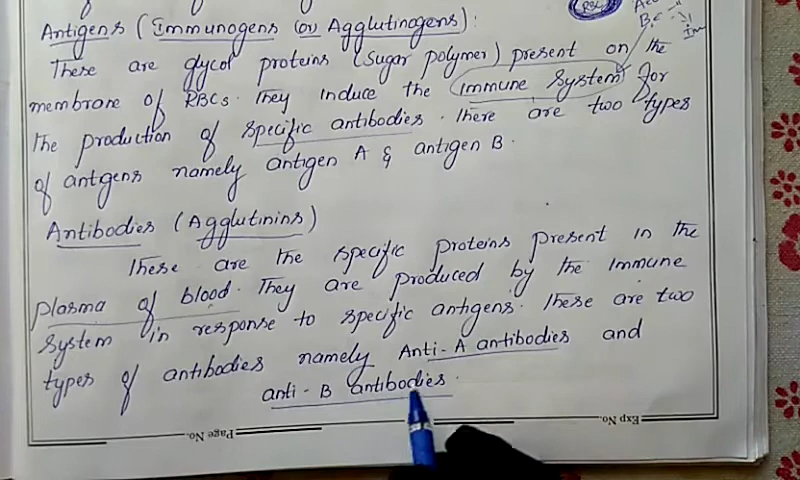 RBC
B.
Im
Antigens (Immunogens (or) Agglutinogens):
These are glycol proteins (sugar polymer) present on the
membrane of RBCs. They induce the immune system for
the production of specific antibodies. There are two types
of antigens namely antigen A & antigen B.
Antibodies (Agglutinins)
These are the specific proteins present in the
plasma of blood. They are produced by the immune
system in response to specific antigens. These are two
types of antibodies namely Anti-A antibodies and
anti-B antibodies.
Exp No.
Page No.